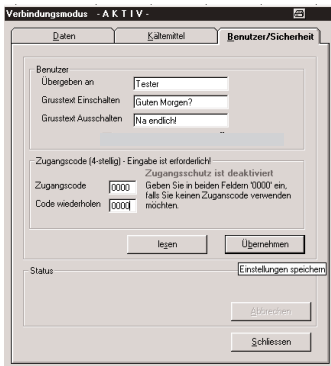 Verbindungsmodus - A K T I V -
Daten
Kältemittel
Benutzer/Sicherheit
Benutzer
Übergeben an
Tester
Grusstext Einschalten
Guten Morgen?
Grusstext Ausschalten
Na endlich!
Zugangscode (4-stellig) - Eingabe ist erforderlich!
Zugangsschutz ist deaktiviert
Zugangscode
0000
Geben Sie in beiden Feldern '0000' ein,
falls Sie keinen Zuganscode verwenden
möchten.
Code wiederholen
0000
lesen
Übernehmen
Einstellungen speichern
Status
Abbrechen
Schliessen